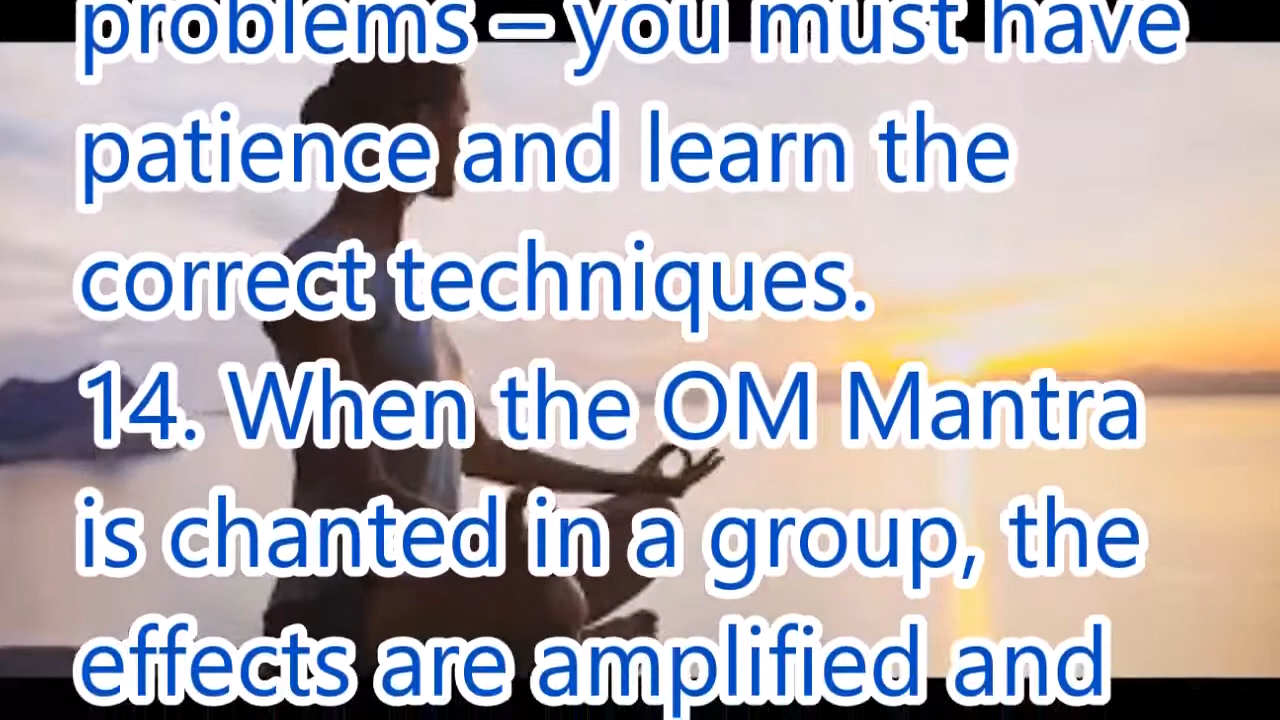 problems – you must have
patience and learn the
correct techniques.
14. When the OM Mantra
is chanted in a group, the
effects are amplified and